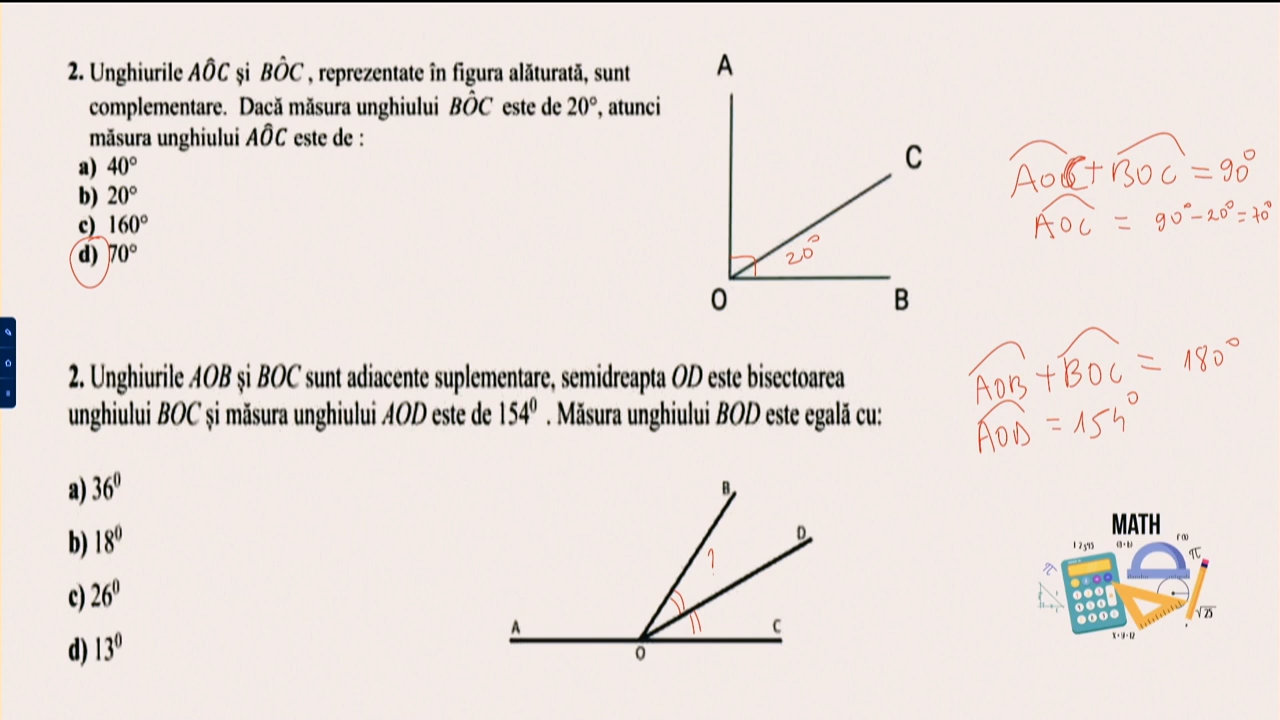 2. Unghiurile AÔC și BÔC , reprezentate în figura alăturată, sunt
complementare. Dacă măsura unghiului BÔC este de 20°, atunci
măsura unghiului AÔC este de :
a) 40°
b) 20°
c) 160°
d) 70°
A
C
O
B
20°
AOC + BOC = 90°
AOC = 90° - 20° = 70°
2. Unghiurile AOB și BOC sunt adiacente suplementare, semidreapta OD este bisectoarea
unghiului BOC și măsura unghiului AOD este de 154⁰ . Măsura unghiului BOD este egală cu:
a) 36⁰
b) 18⁰
c) 26⁰
d) 13⁰
B
D
?
A
C
O
AOB + BOC = 180°
AOD = 154°
MATH
π
√25